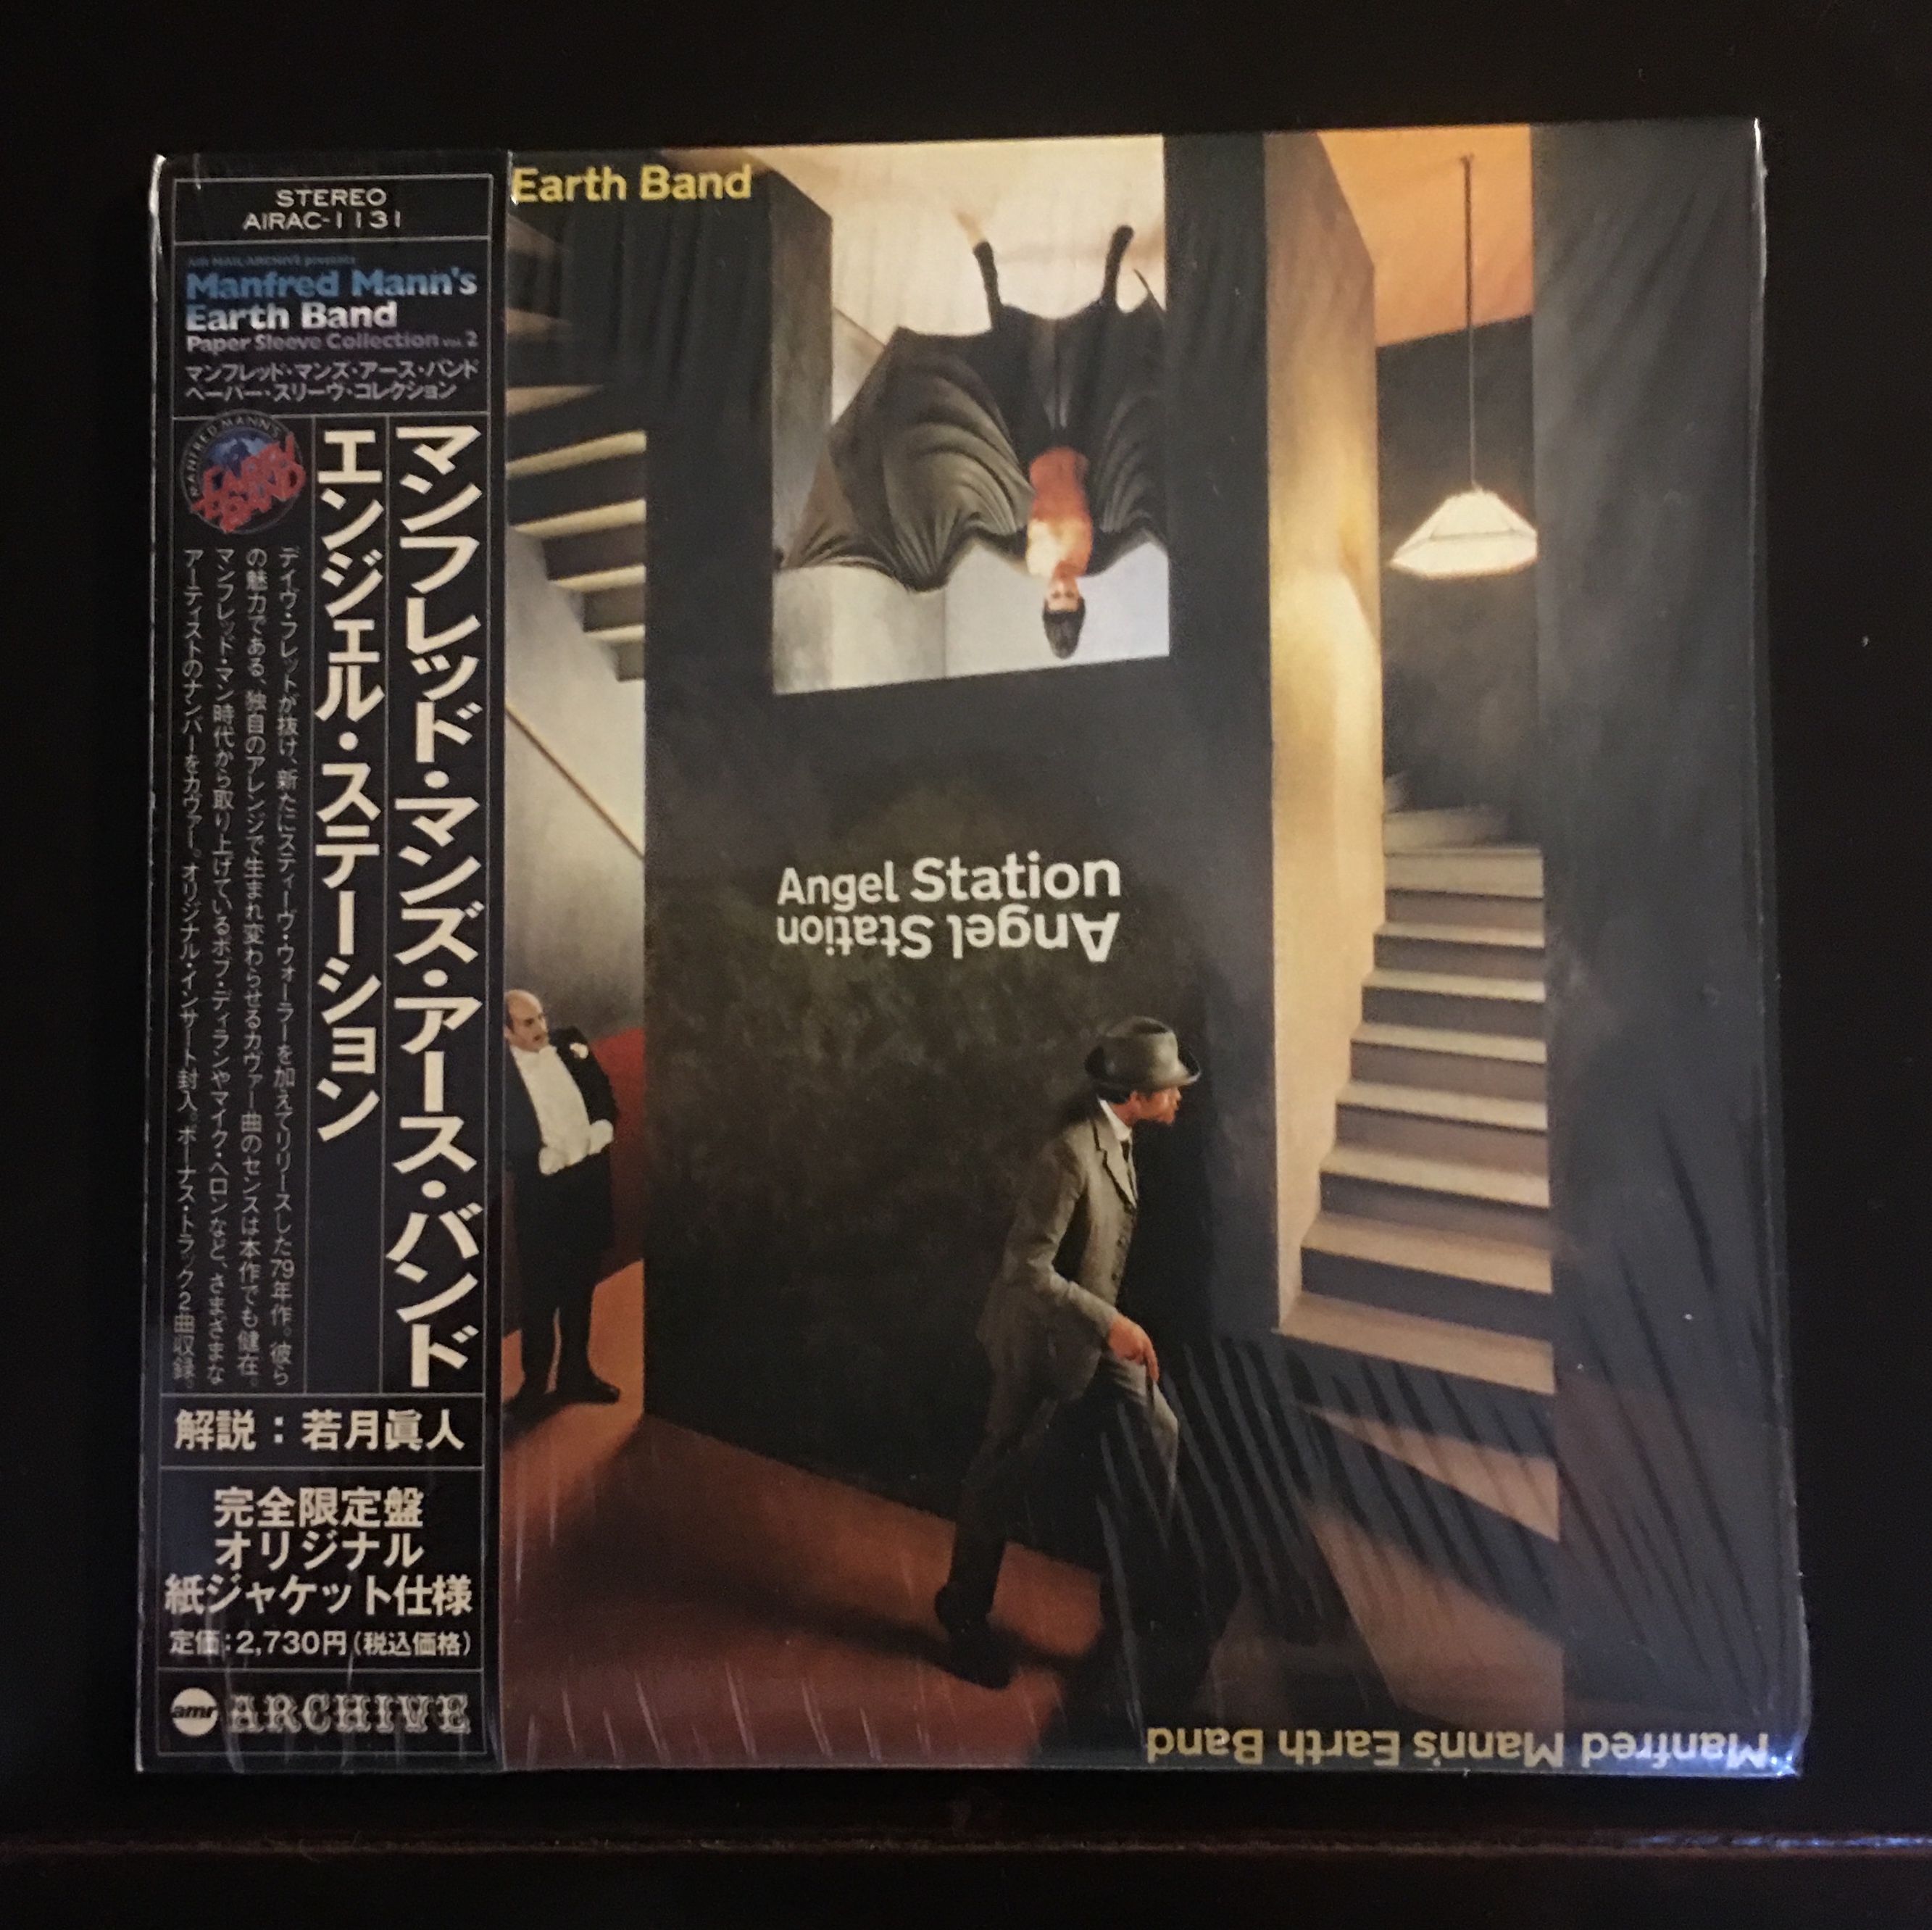 STEREO
AIRAC-1131
AIR MAIL ARCHIVE presents
Manfred Mann's
Earth Band
Paper Sleeve Collection Vol. 2
マンフレッド・マンズ・アース・バンド
ペーパー・スリーヴ・コレクション
マンフレッド・マンズ・アース・バンド
エンジェル・ステーション
MANFRED MANN'S
EARTH BAND
デイヴ・フレットが抜け、新たにスティーヴ・ウォーラーを加えてリリースした79年作。彼ら
の魅力である、独自のアレンジで生まれ変わらせるカヴァー曲のセンスは本作でも健在。
マンフレッド・マン時代から取り上げているボブ・ディランやマイク・ヘロンなど、さまざまな
アーティストのナンバーをカヴァー。オリジナル・インサート封入。ボーナス・トラック2曲収録。
解説：若月眞人
完全限定盤
オリジナル
紙ジャケット仕様
定価：2,730円（税込価格）
amr ARCHIVE
Earth Band
Angel Station
Angel Station
Manfred Mann's Earth Band